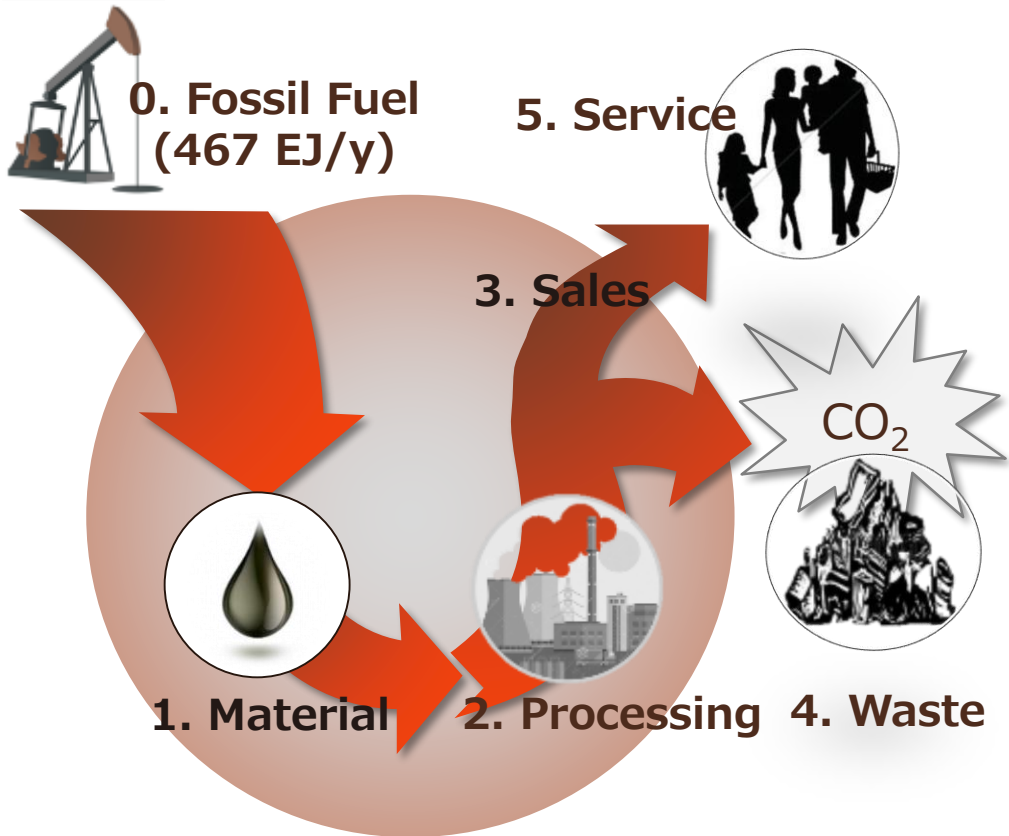 0. Fossil Fuel
(467 EJ/y)
5. Service
3. Sales
CO₂
1. Material
2. Processing
4. Waste